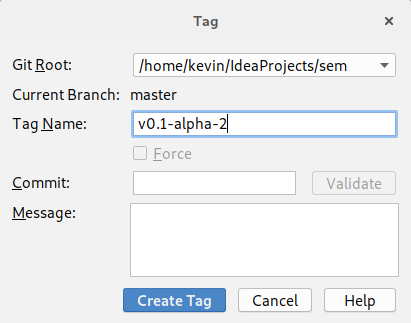 Tag
Git Root: /home/kevin/IdeaProjects/sem
Current Branch: master
Tag Name: v0.1-alpha-2
Force
Commit: Validate
Message:
Create Tag Cancel Help